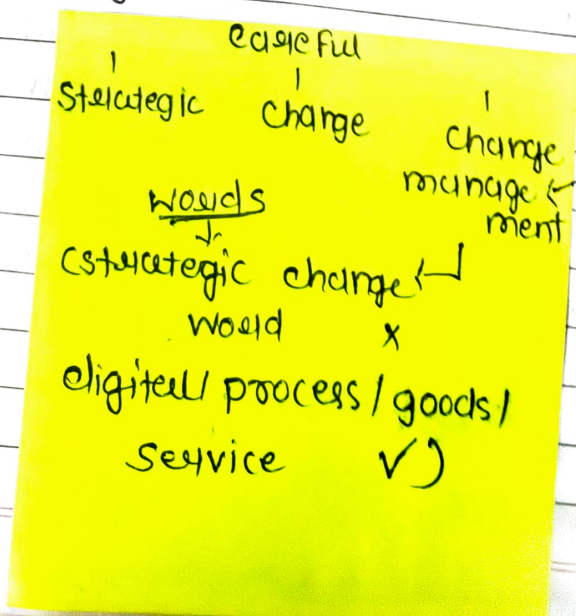 careful
Strategic change change
manage
ment
words
(strategic change
word x
digital/ process / goods/
service ✓)